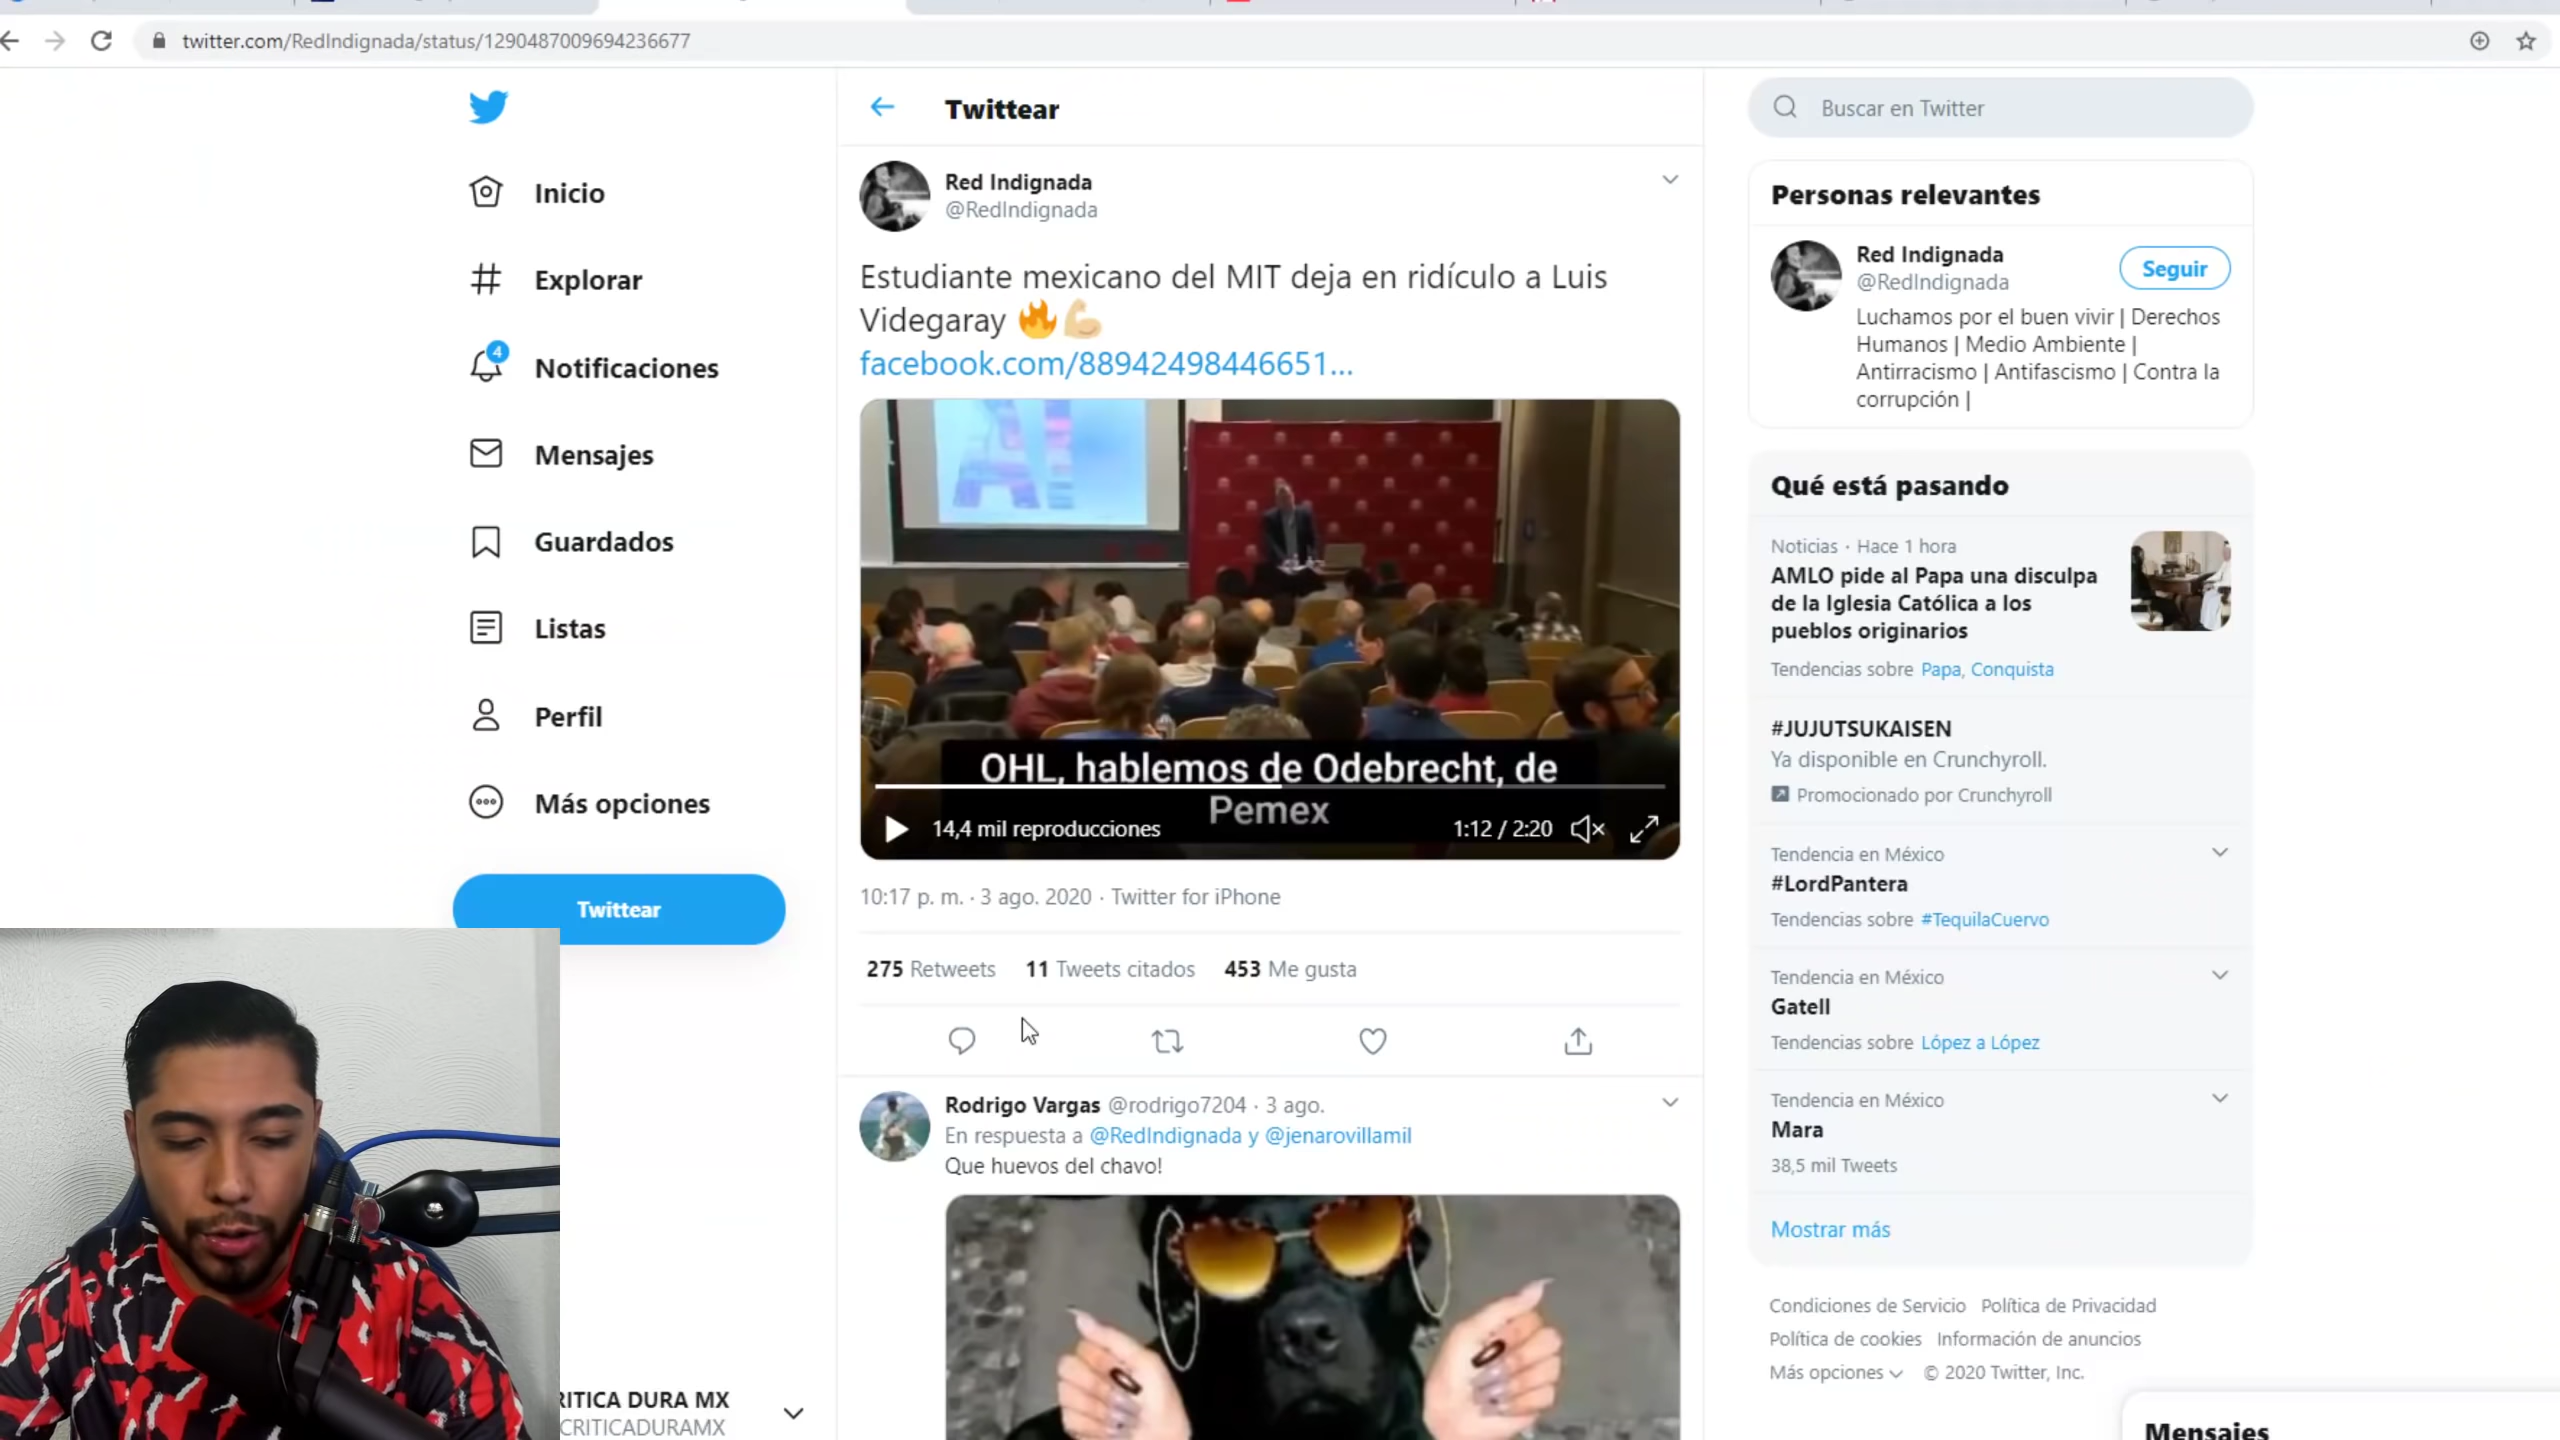 twitter.com/RedIndignada/status/1290487009694236677
Inicio
Explorar
4
Notificaciones
Mensajes
Guardados
Listas
Perfil
Más opciones
Twittear
RITICA DURA MX
CRITICADURAMX
Twittear
Red Indignada
@RedIndignada
Estudiante mexicano del MIT deja en ridículo a Luis
Videgaray 🔥💪🏼
facebook.com/88942498446651...
AI
OHL, hablemos de Odebrecht, de
Pemex
14,4 mil reproducciones
1:12 / 2:20
10:17 p. m. · 3 ago. 2020 · Twitter for iPhone
275 Retweets 11 Tweets citados 453 Me gusta
Rodrigo Vargas @rodrigo7204 · 3 ago.
En respuesta a @RedIndignada y @jenarovillamil
Que huevos del chavo!
Buscar en Twitter
Personas relevantes
Red Indignada
@RedIndignada
Seguir
Luchamos por el buen vivir | Derechos
Humanos | Medio Ambiente |
Antirracismo | Antifascismo | Contra la
corrupción |
Qué está pasando
Noticias · Hace 1 hora
AMLO pide al Papa una disculpa
de la Iglesia Católica a los
pueblos originarios
Tendencias sobre Papa, Conquista
#JUJUTSUKAISEN
Ya disponible en Crunchyroll.
Promocionado por Crunchyroll
Tendencia en México
#LordPantera
Tendencias sobre #TequilaCuervo
Tendencia en México
Gatell
Tendencias sobre López a López
Tendencia en México
Mara
38,5 mil Tweets
Mostrar más
Condiciones de Servicio Política de Privacidad
Política de cookies Información de anuncios
Más opciones © 2020 Twitter, Inc.
Mensajes